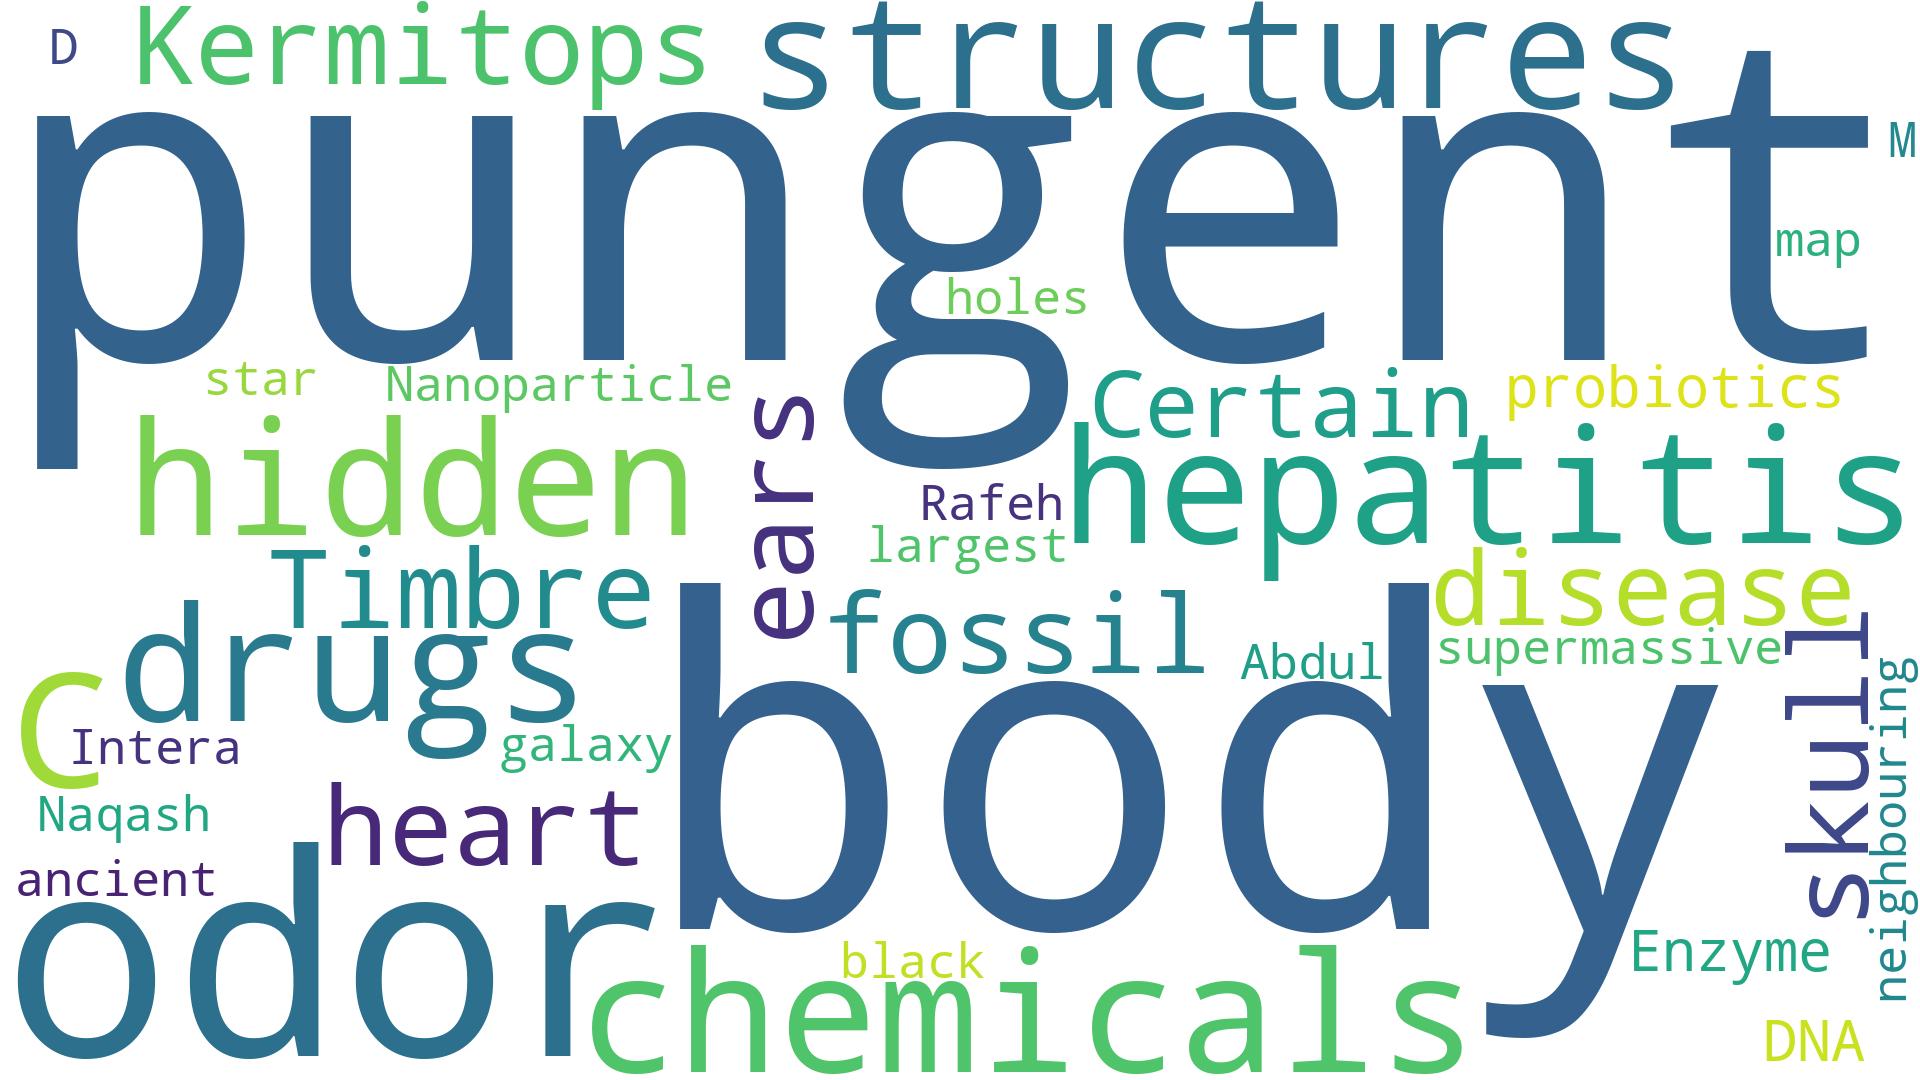 D
Kermitops
structures
pungent
M
map
holes
star
Nanoparticle
ears
Certain
probiotics
hidden
Rafeh
hepatitis
largest
Timbre
disease
drugs
fossil
Abdul
supermassive
skull
neighbouring
C
Intera
galaxy
body
Naqash
heart
ancient
odor
black
chemicals
Enzyme
DNA